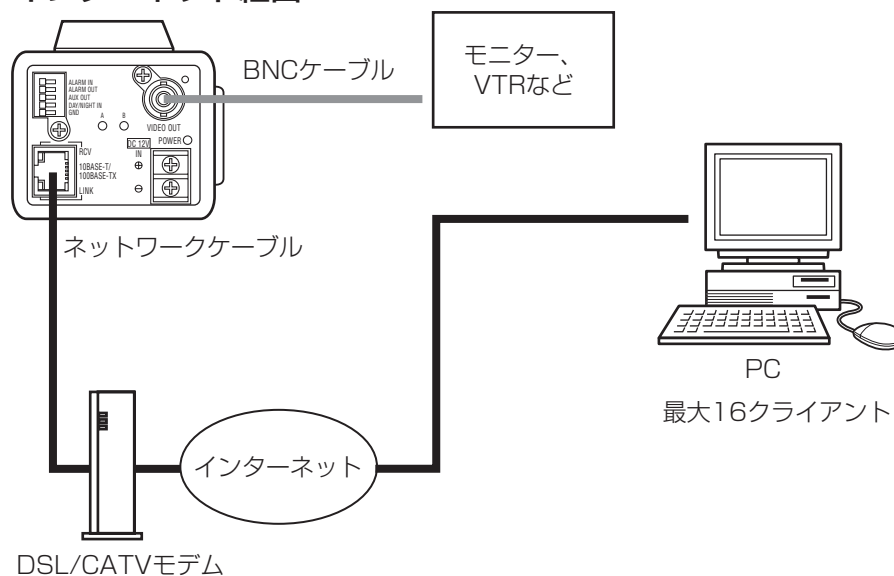 BNCケーブル
モニター、
VTRなど
ALARM IN
ALARM OUT
AUX OUT
DAY/NIGHT IN
GND
A B
VIDEO OUT
DC 12V
IN
POWER
RCV
10BASE-T/
100BASE-TX
LINK
ネットワークケーブル
PC
最大16クライアント
インターネット
DSL/CATVモデム